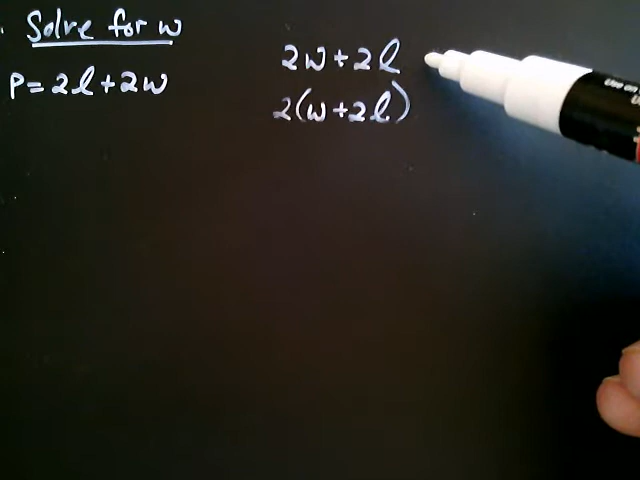 Solve for w
P = 2l + 2w
2w + 2l
2(w + 2l)